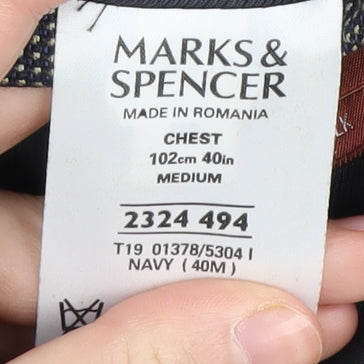 MARKS &
SPENCER
MADE IN ROMANIA
CHEST
102cm 40in
MEDIUM
2324 494
T19 01378/5304 I
NAVY ( 40M )